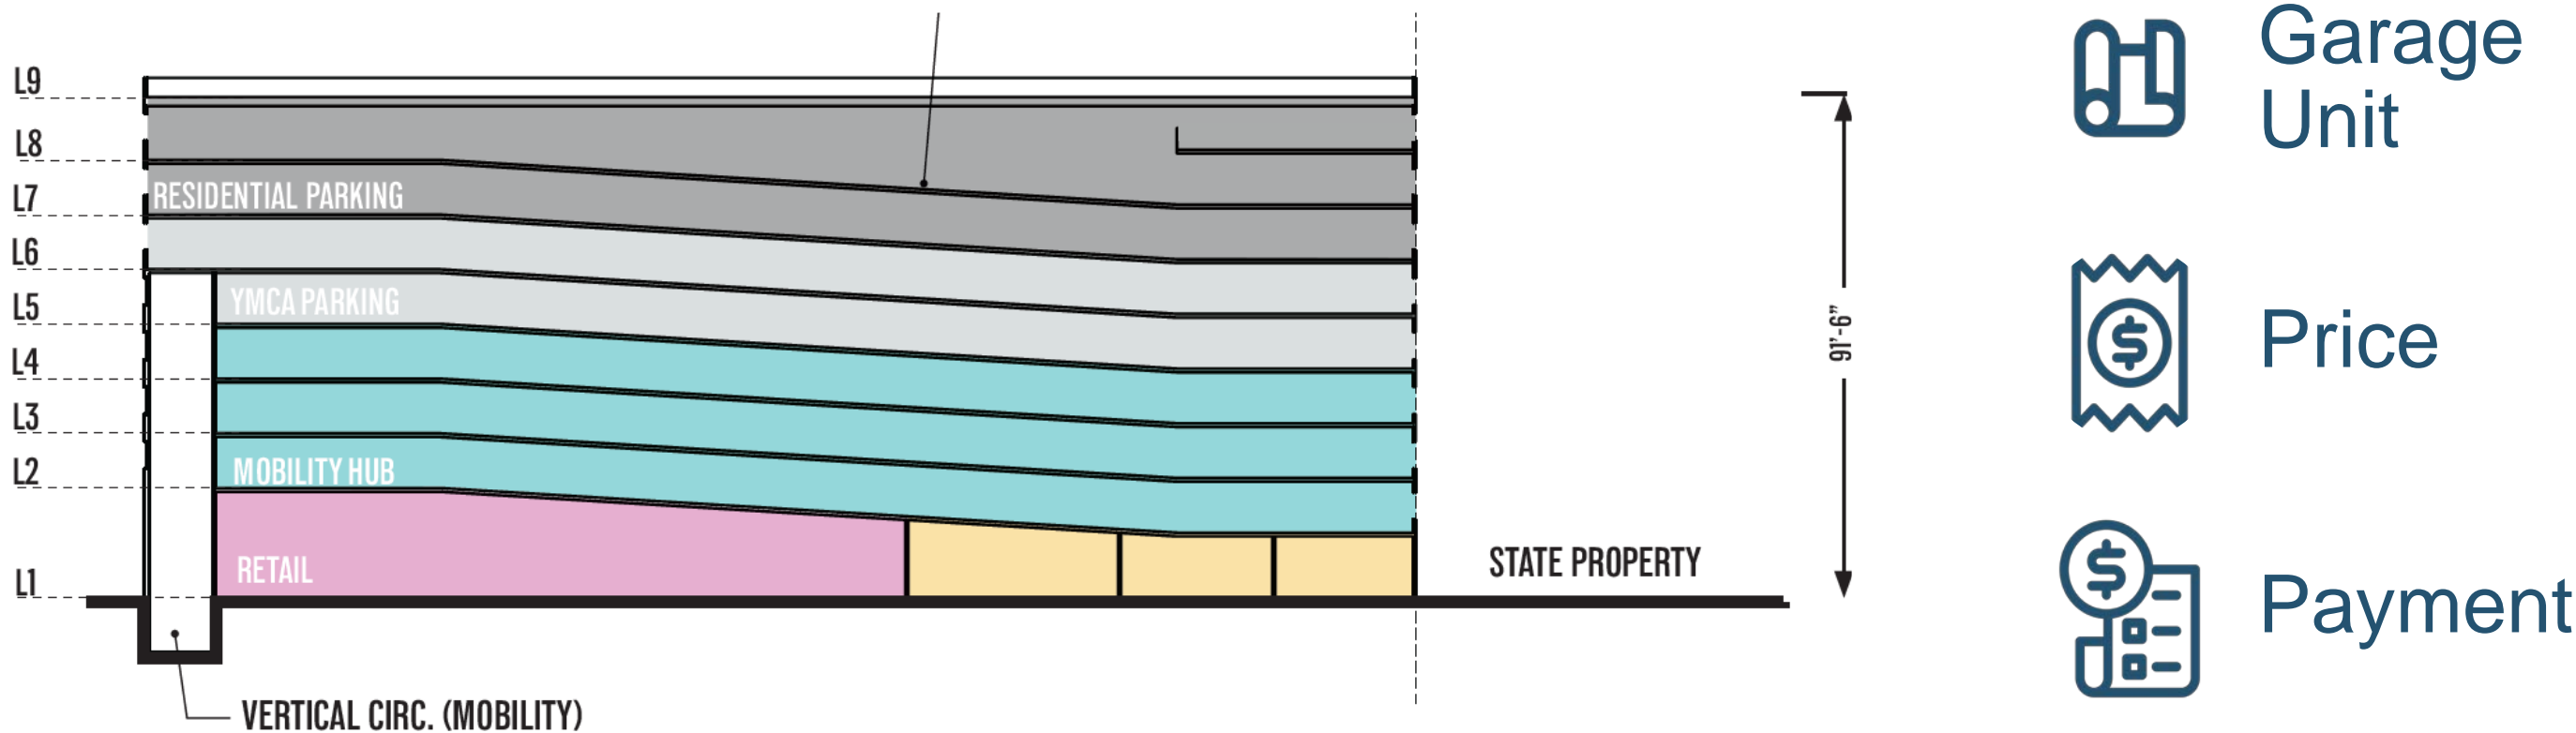 L9
L8
L7
RESIDENTIAL PARKING
L6
L5
YMCA PARKING
L4
L3
L2
MOBILITY HUB
L1
RETAIL
STATE PROPERTY
VERTICAL CIRC. (MOBILITY)
91'-6"
Garage
Unit
$
Price
$
Payment